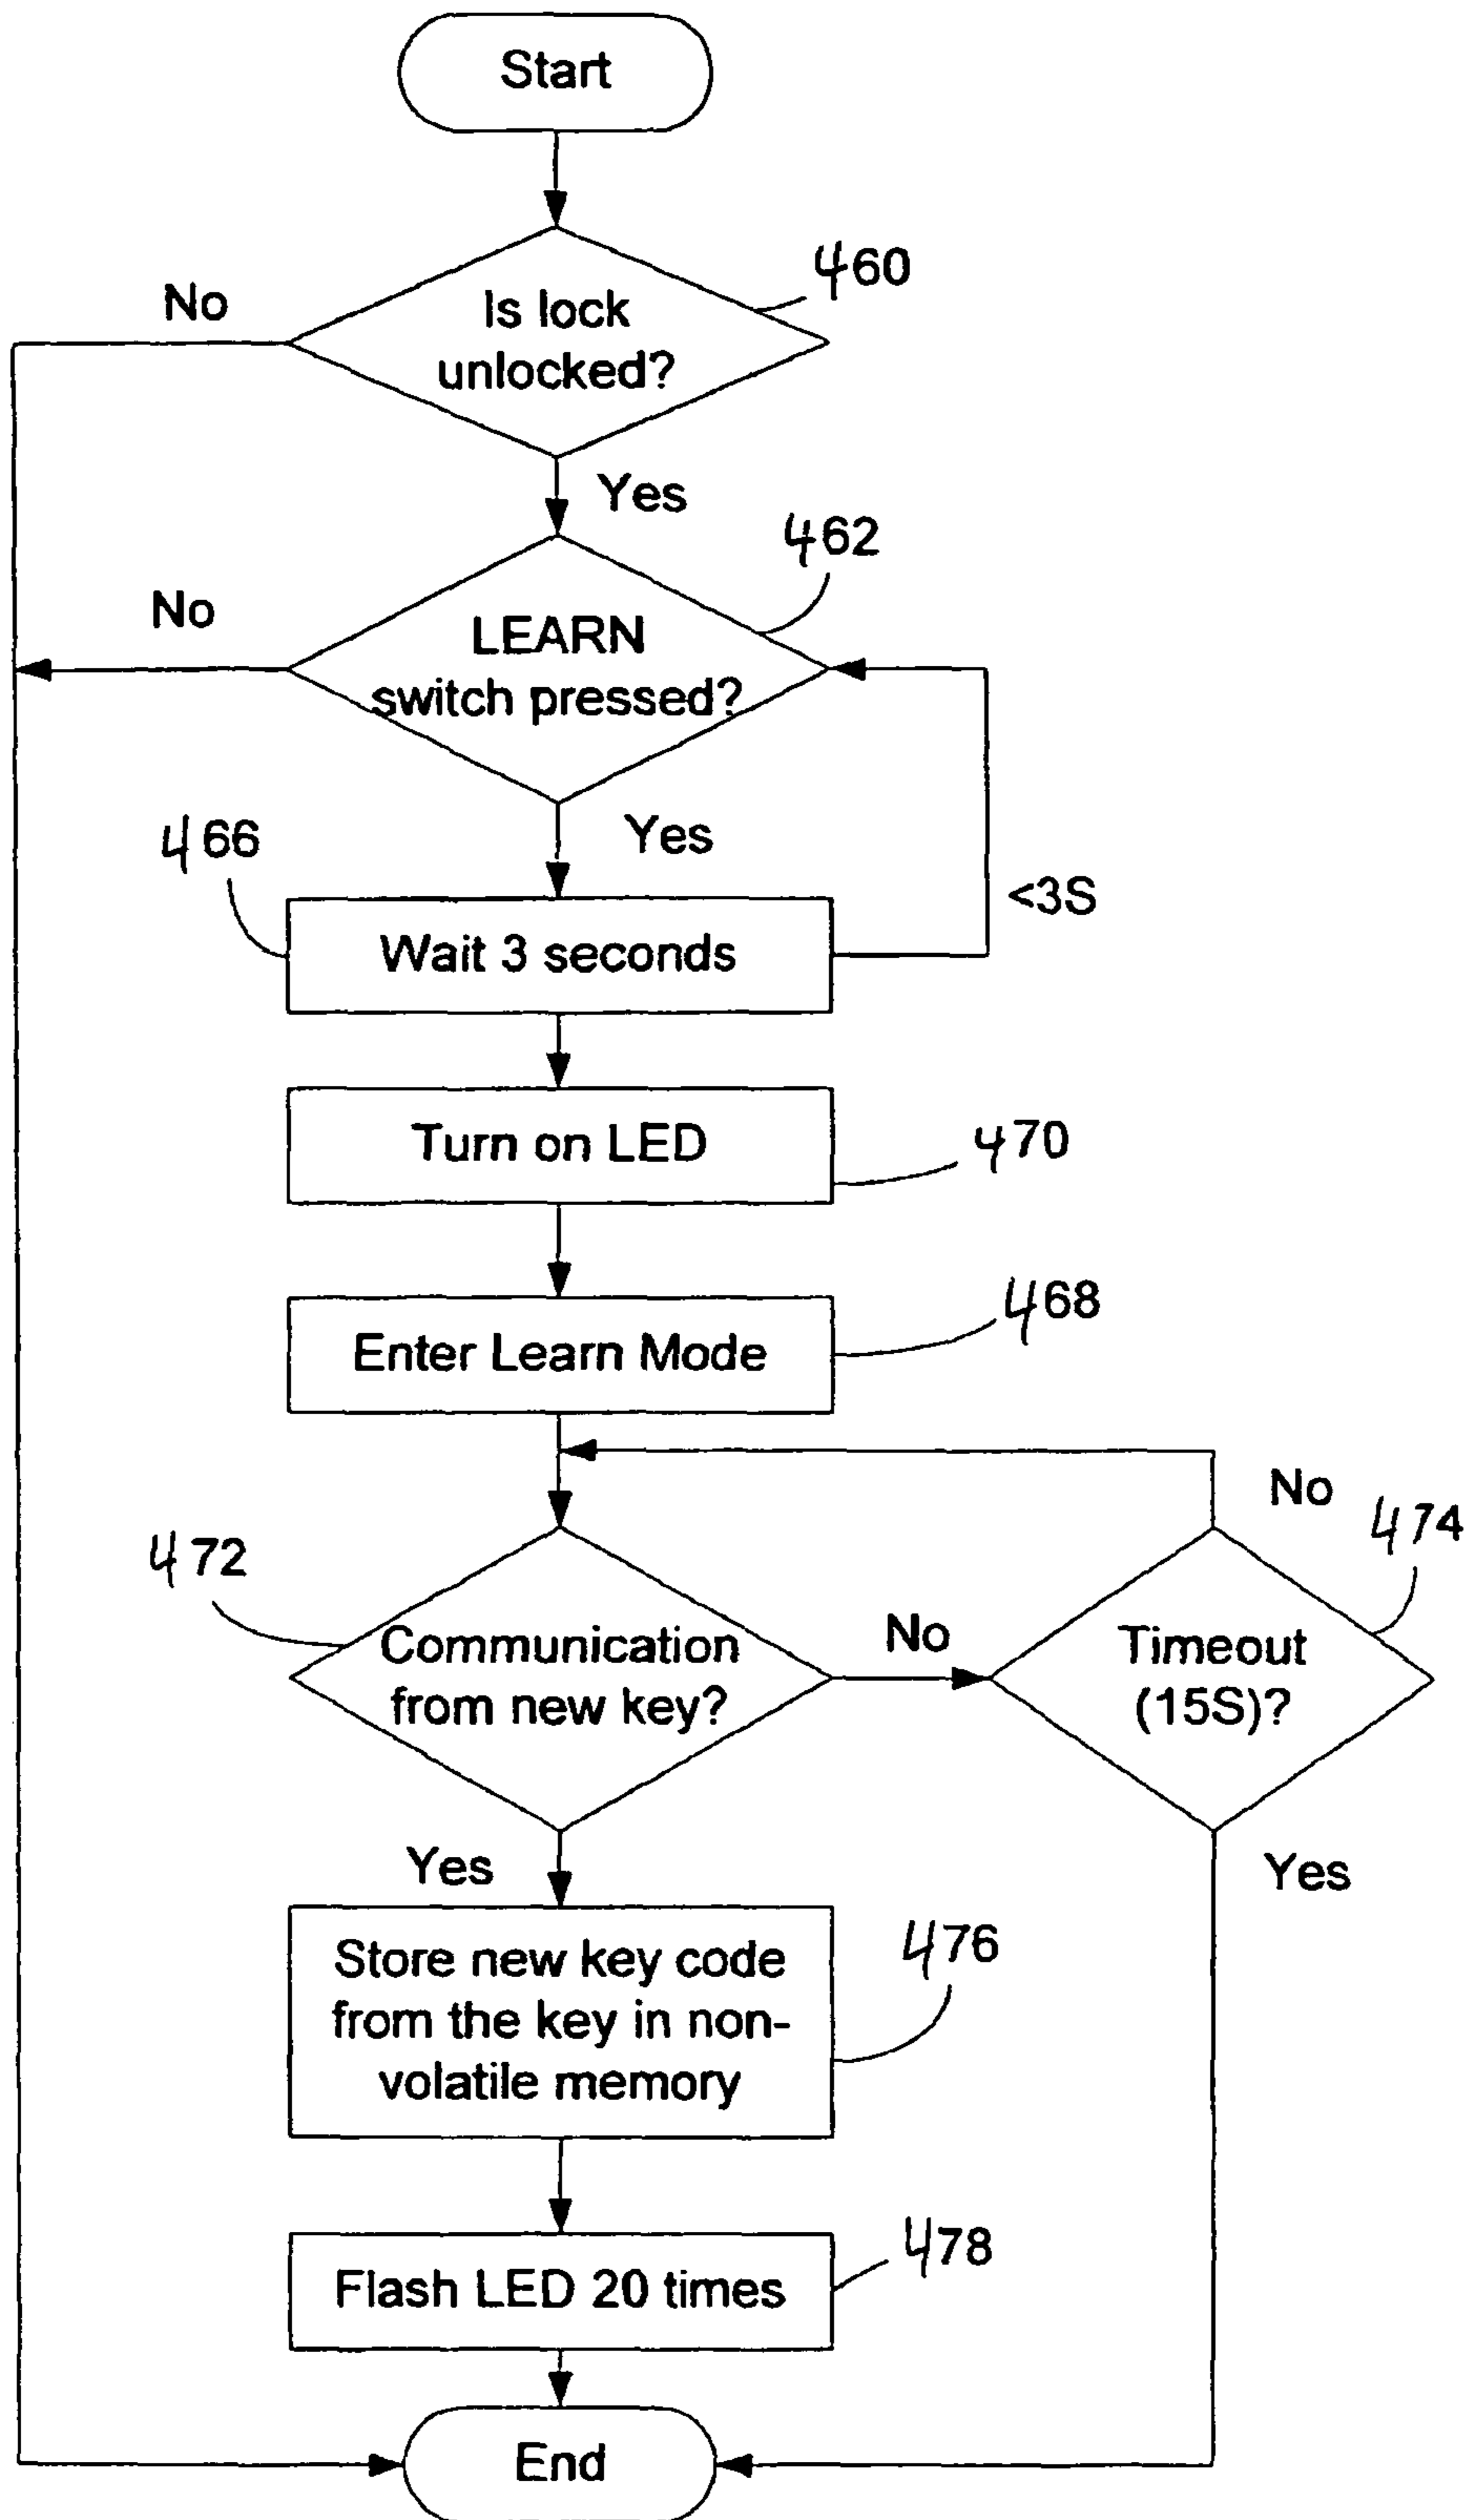 Start
460
No
Is lock
unlocked?
Yes
462
No
LEARN
switch pressed?
466
Yes
<3S
Wait 3 seconds
Turn on LED
470
468
Enter Learn Mode
No
474
472
Communication
from new key?
No
Timeout
(15S)?
Yes
Yes
Store new key code
from the key in non-
volatile memory
476
478
Flash LED 20 times
End